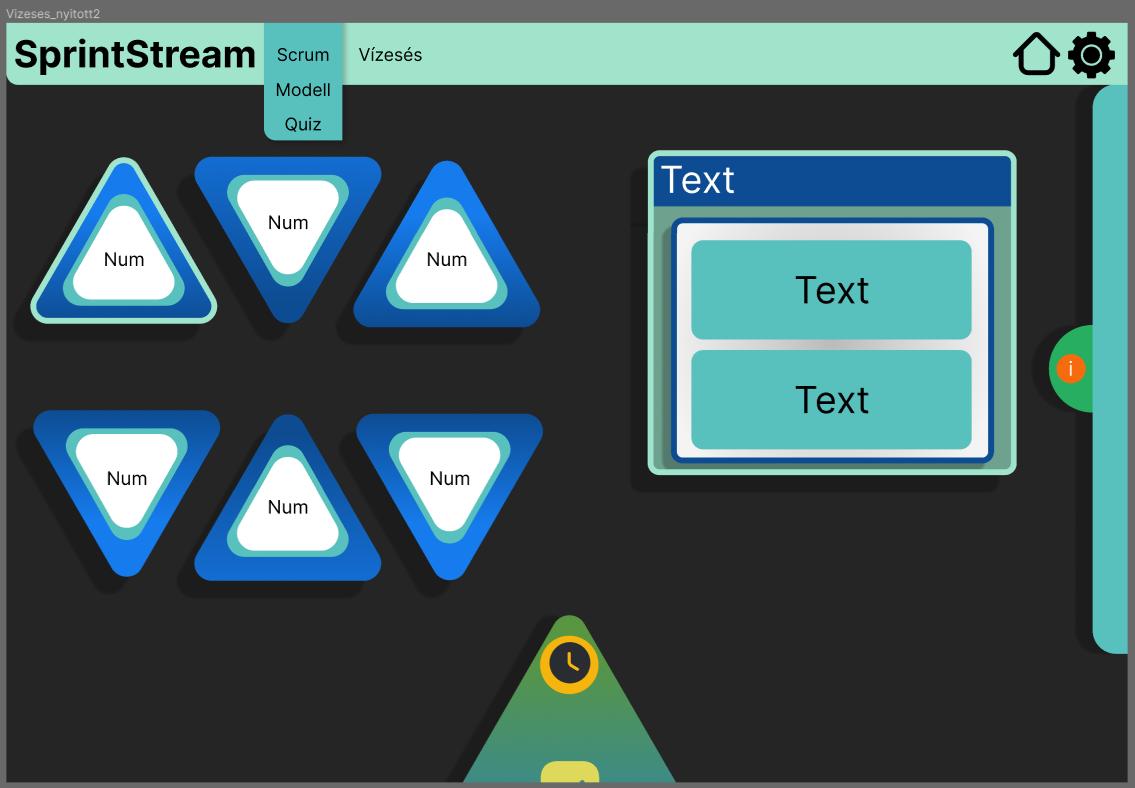 Vizeses_nyitott2
SprintStream
Scrum
Vízesés
Modell
Quiz
Num
Num
Num
Text
Text
Text
i
Num
Num
Num